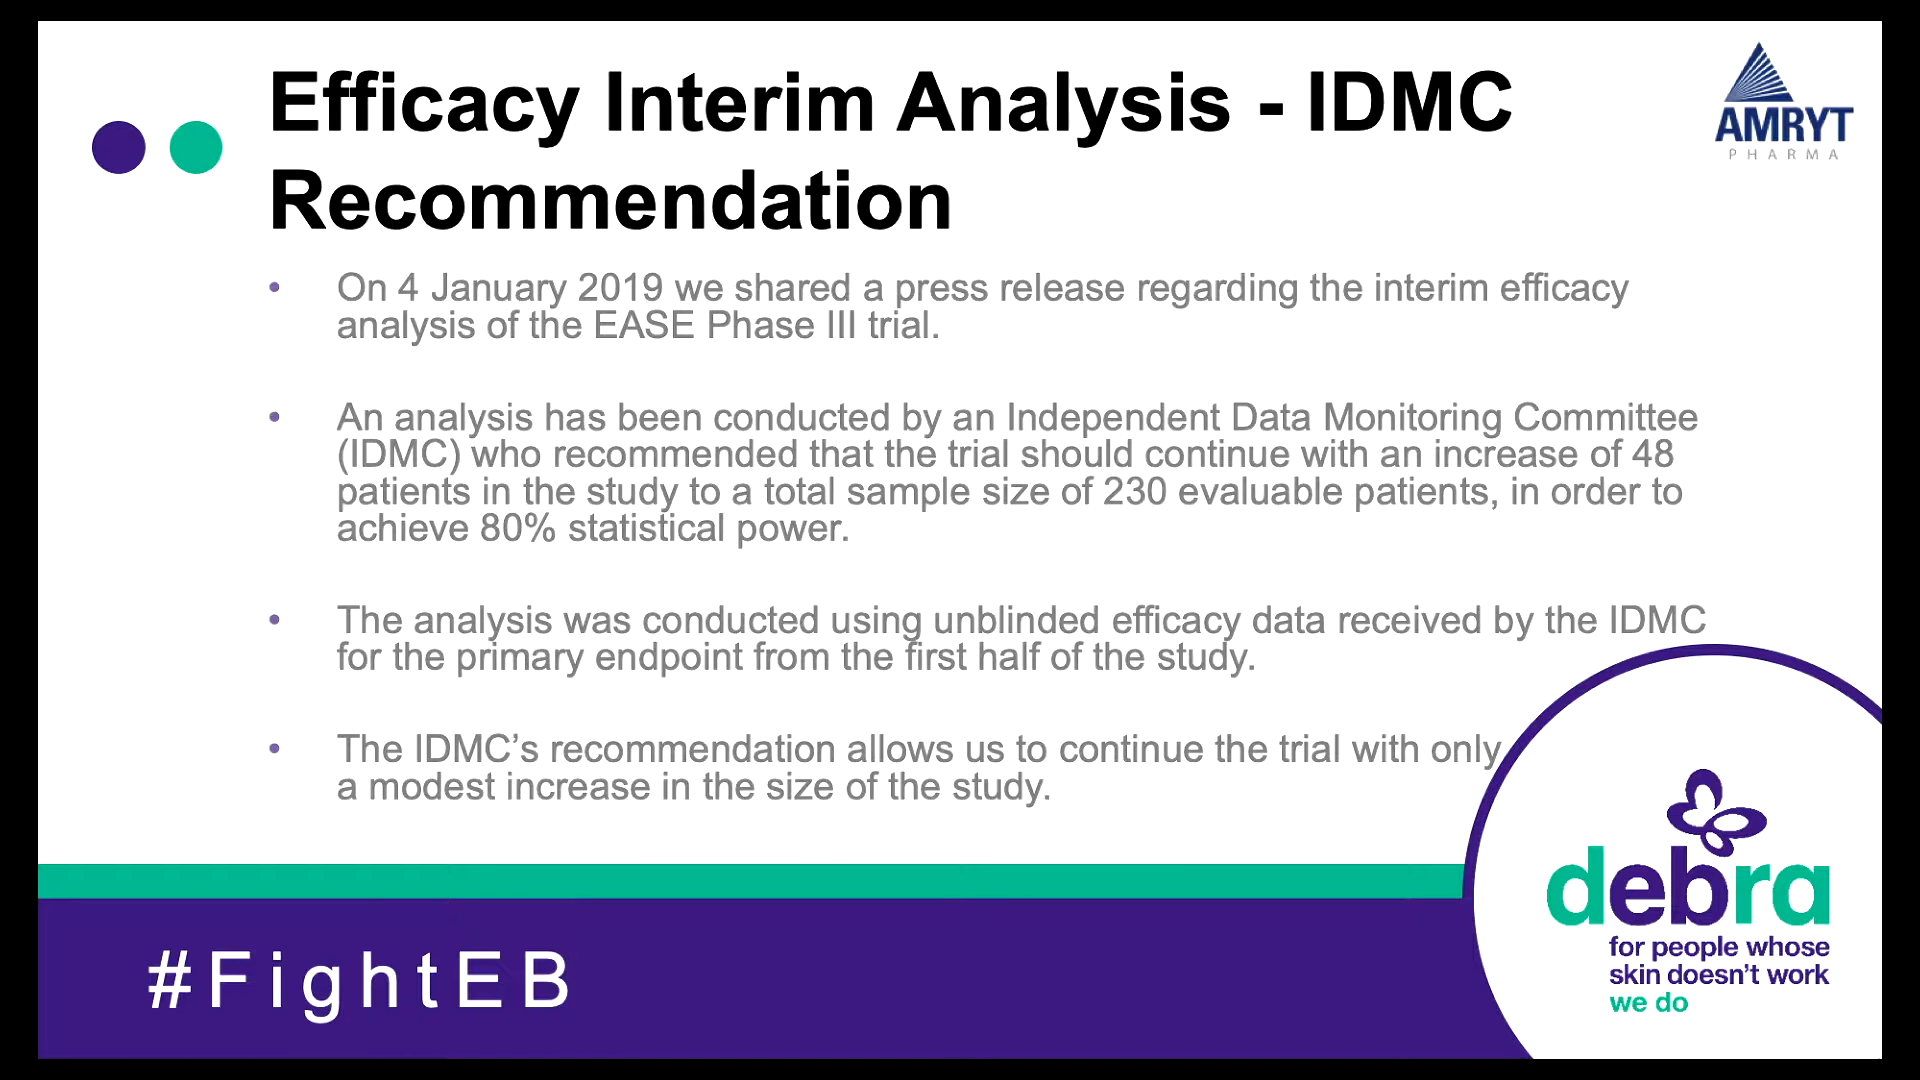 Efficacy Interim Analysis - IDMC
Recommendation
AMRYT
PHARMA
• On 4 January 2019 we shared a press release regarding the interim efficacy
analysis of the EASE Phase III trial.
• An analysis has been conducted by an Independent Data Monitoring Committee
(IDMC) who recommended that the trial should continue with an increase of 48
patients in the study to a total sample size of 230 evaluable patients, in order to
achieve 80% statistical power.
• The analysis was conducted using unblinded efficacy data received by the IDMC
for the primary endpoint from the first half of the study.
• The IDMC’s recommendation allows us to continue the trial with only
a modest increase in the size of the study.
#FightEB
debra
for people whose
skin doesn’t work
we do